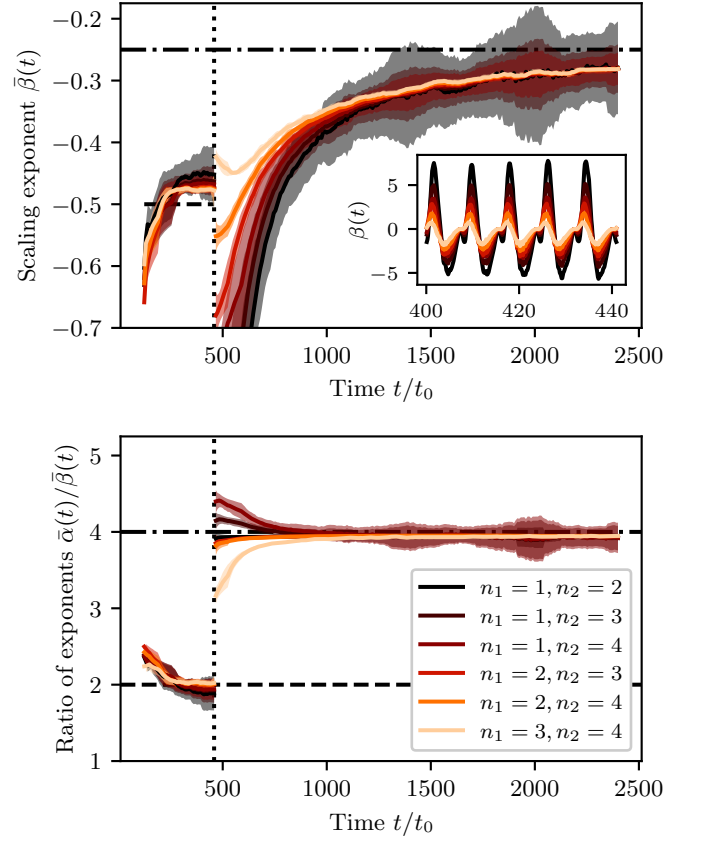 Scaling exponent β̄(t)
−0.2
−0.3
−0.4
−0.5
−0.6
−0.7
β(t)
5
0
−5
400
420
440
500
1000
1500
2000
2500
Time t/t₀
Ratio of exponents ᾱ(t)/β̄(t)
5
4
3
2
1
n₁ = 1, n₂ = 2
n₁ = 1, n₂ = 3
n₁ = 1, n₂ = 4
n₁ = 2, n₂ = 3
n₁ = 2, n₂ = 4
n₁ = 3, n₂ = 4
500
1000
1500
2000
2500
Time t/t₀